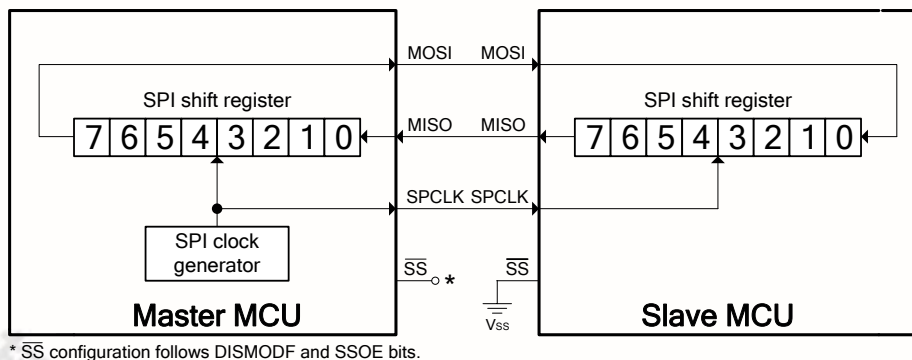 MOSI MOSI
SPI shift register SPI shift register
7 6 5 4 3 2 1 0 MISO MISO 7 6 5 4 3 2 1 0
SPCLK SPCLK
SPI clock
generator
SS * SS
Vss
Master MCU Slave MCU
* SS configuration follows DISMODF and SSOE bits.